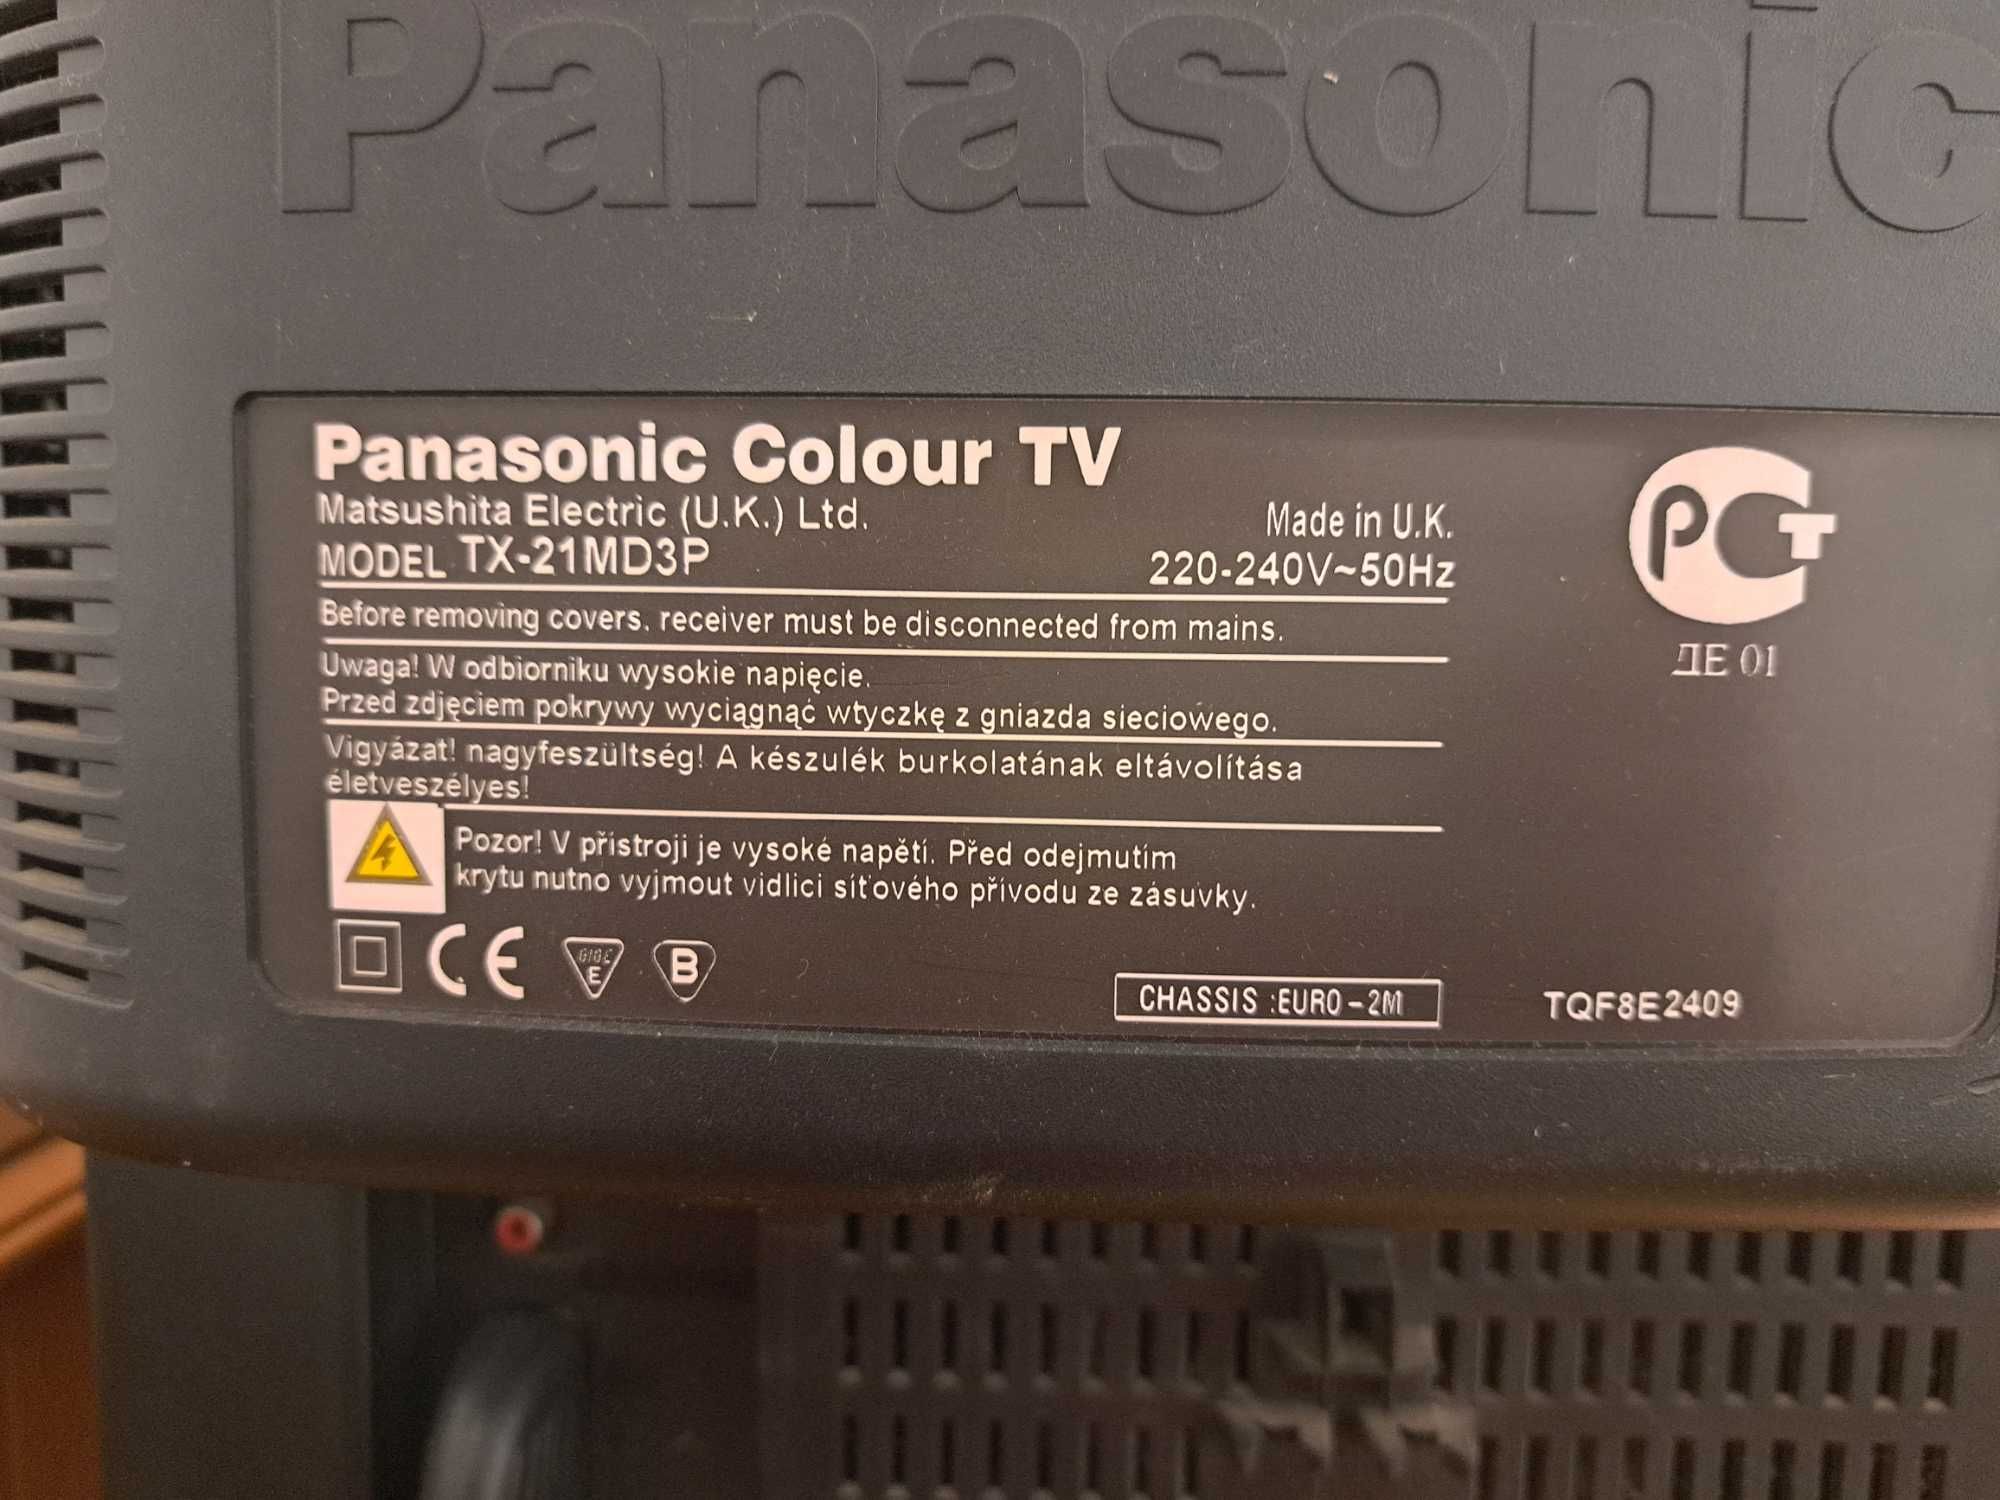 Panasonic
Panasonic Colour TV
Matsushita Electric (U.K.) Ltd.
Made in U.K.
MODEL TX-21MD3P
220-240V~50Hz
PCT
ДЕ 01
Before removing covers, receiver must be disconnected from mains.
Uwaga! W odbiorniku wysokie napięcie.
Przed zdjęciem pokrywy wyciągnąć wtyczkę z gniazda sieciowego.
Vigyázat! nagyfeszültség! A készulék burkolatának eltávolítása
életveszélyes!
Pozor! V přístroji je vysoké napětí. Před odejmutím
krytu nutno vyjmout vidlici síťového přívodu ze zásuvky.
CE
E
B
CHASSIS :EURO-2M
TQF8E2409